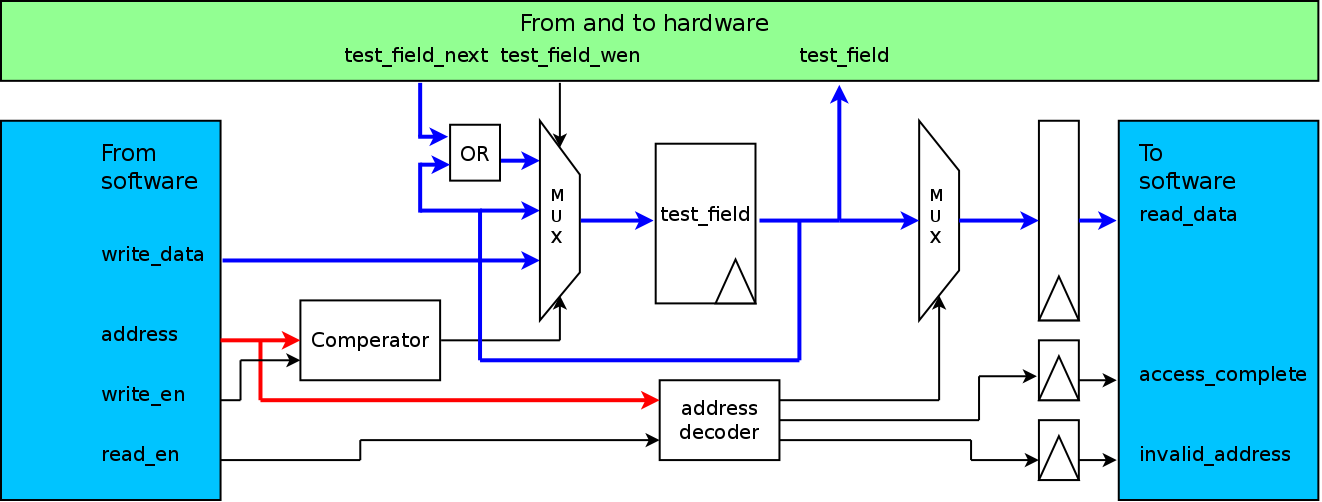 From and to hardware
test_field_next test_field_wen test_field
From
software
write_data
address
write_en
read_en
OR
M
U
X
test_field
M
U
X
Comperator
address
decoder
To
software
read_data
access_complete
invalid_address